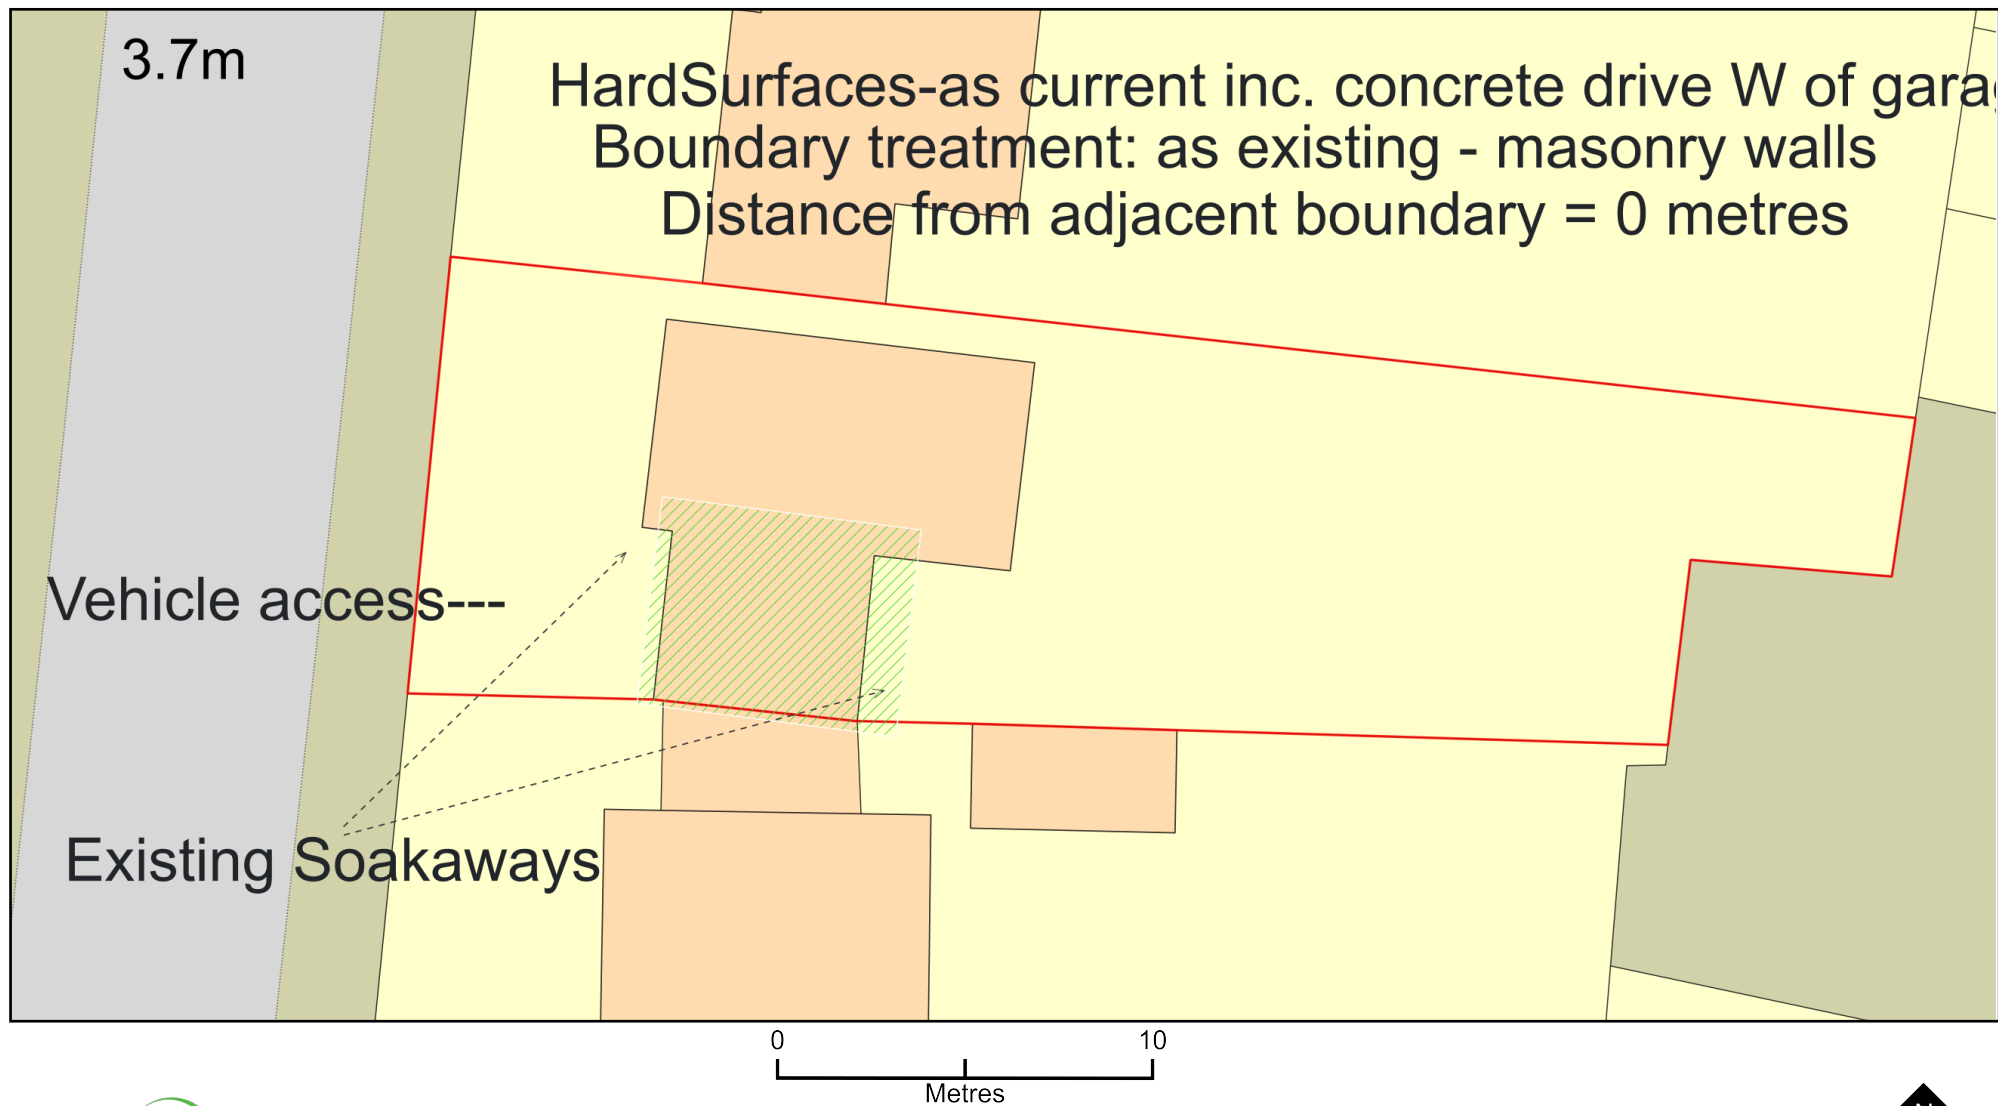 3.7m
HardSurfaces-as current inc. concrete drive W of
Boundary treatment: as existing - masonry walls
Distance from adjacent boundary = 0 metres
Vehicle access---
Existing Soakaways
0 10
Metres